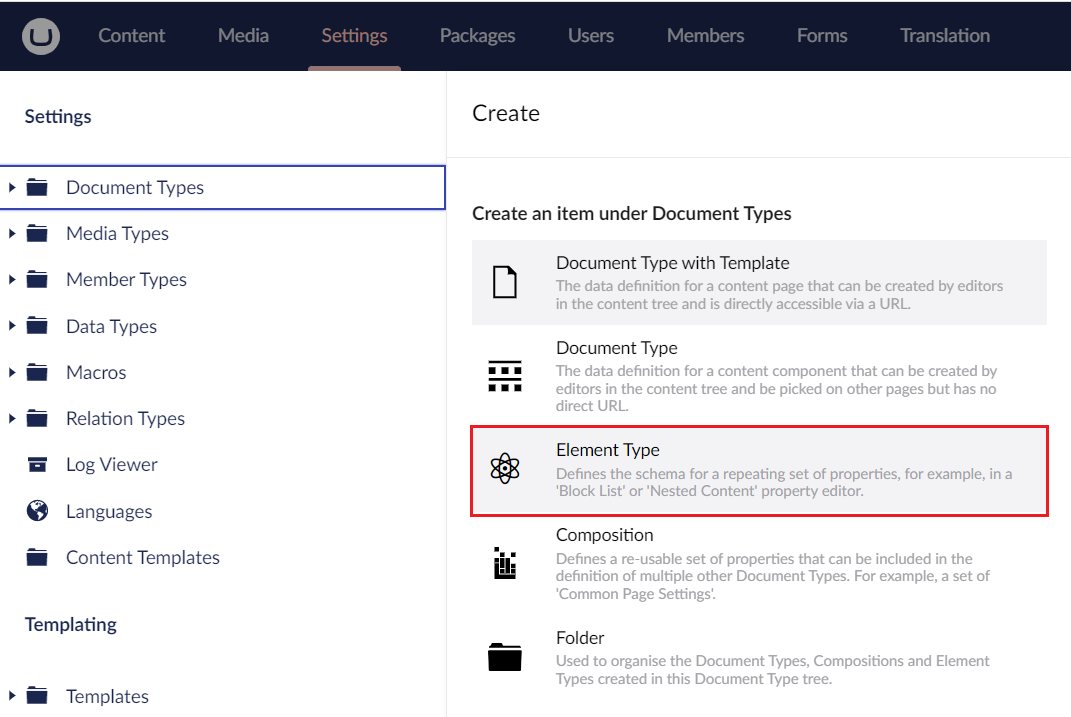 Content Media Settings Packages Users Members Forms Translation
Settings
Document Types
Media Types
Member Types
Data Types
Macros
Relation Types
Log Viewer
Languages
Content Templates
Templating
Templates
Create
Create an item under Document Types
Document Type with Template
The data definition for a content page that can be created by editors
in the content tree and is directly accessible via a URL.
Document Type
The data definition for a content component that can be created by
editors in the content tree and be picked on other pages but has no
direct URL.
Element Type
Defines the schema for a repeating set of properties, for example, in a
'Block List' or 'Nested Content' property editor.
Composition
Defines a re-usable set of properties that can be included in the
definition of multiple other Document Types. For example, a set of
'Common Page Settings'.
Folder
Used to organise the Document Types, Compositions and Element
Types created in this Document Type tree.